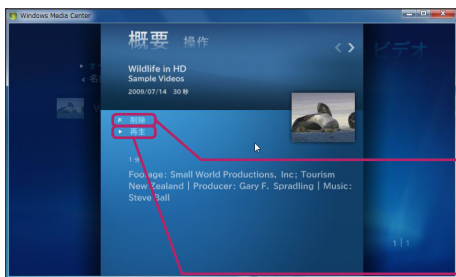 Windows Media Center
概要 操作
ビデオ
Wildlife in HD
Sample Videos
2009/07/14 30 秒
削除
再生
1 分
Footage: Small World Productions, Inc; Tourism
New Zealand | Producer: Gary F. Spradling | Music:
Steve Ball
1 | 1